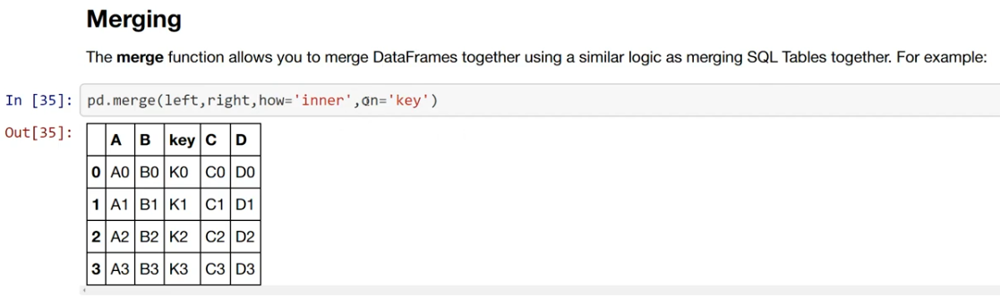 Merging
The merge function allows you to merge DataFrames together using a similar logic as merging SQL Tables together. For example:
In [35]: pd.merge(left,right,how='inner',on='key')
Out[35]:
A B key C D
0 A0 B0 K0 C0 D0
1 A1 B1 K1 C1 D1
2 A2 B2 K2 C2 D2
3 A3 B3 K3 C3 D3